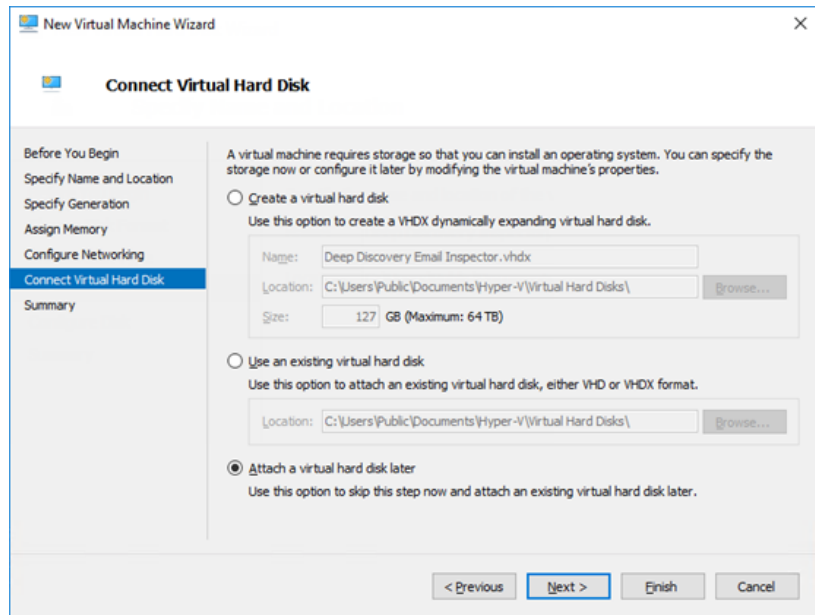 New Virtual Machine Wizard
Connect Virtual Hard Disk
Before You Begin
Specify Name and Location
Specify Generation
Assign Memory
Configure Networking
Connect Virtual Hard Disk
Summary
A virtual machine requires storage so that you can install an operating system. You can specify the
storage now or configure it later by modifying the virtual machine's properties.
Create a virtual hard disk
Use this option to create a VHDX dynamically expanding virtual hard disk.
Name: Deep Discovery Email Inspector.vhdx
Location: C:\Users\Public\Documents\Hyper-V\Virtual Hard Disks\ Browse...
Size: 127 GB (Maximum: 64 TB)
Use an existing virtual hard disk
Use this option to attach an existing virtual hard disk, either VHD or VHDX format.
Location: C:\Users\Public\Documents\Hyper-V\Virtual Hard Disks\ Browse...
Attach a virtual hard disk later
Use this option to skip this step now and attach an existing virtual hard disk later.
< Previous Next > Finish Cancel